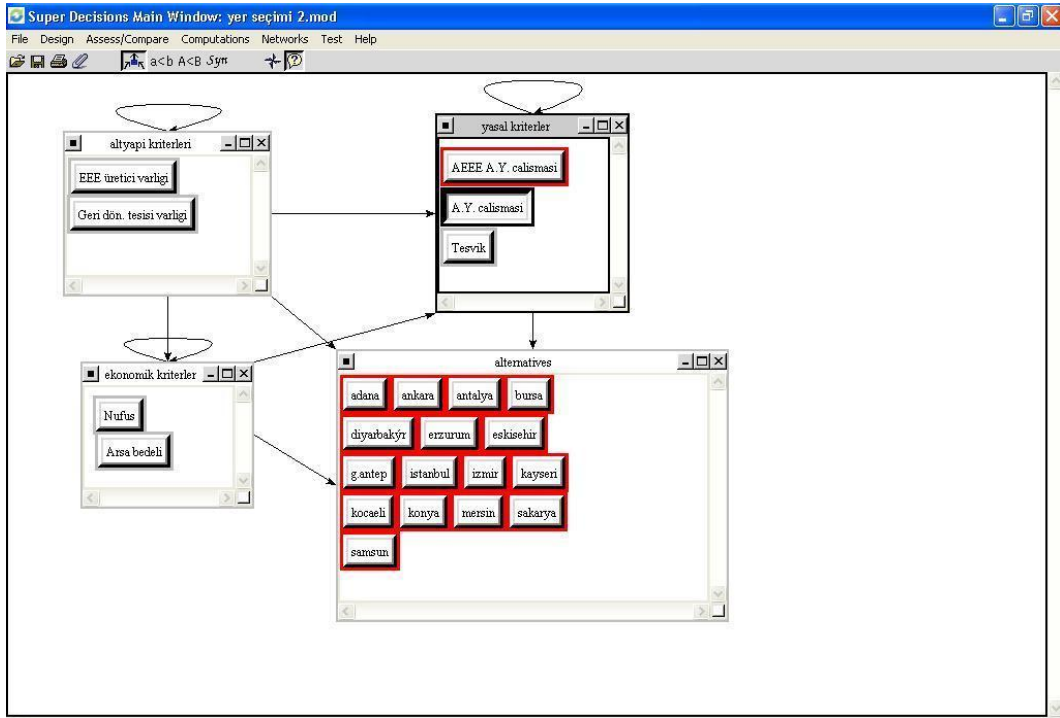 Super Decisions Main Window: yer seçimi 2.mod
File Design Assess/Compare Computations Networks Test Help
a<b A<B Syn
altyapi kriterleri
EEE üretici varligi
Geri dön. tesisi varligi
yasal kriterler
AEEE A.Y. calismasi
A.Y. calismasi
Tesvik
ekonomik kriterler
Nufus
Arsa bedeli
alternatives
adana ankara antalya bursa
diyarbakýr erzurum eskisehir
g.antep istanbul izmir kayseri
kocaeli konya mersin sakarya
samsun